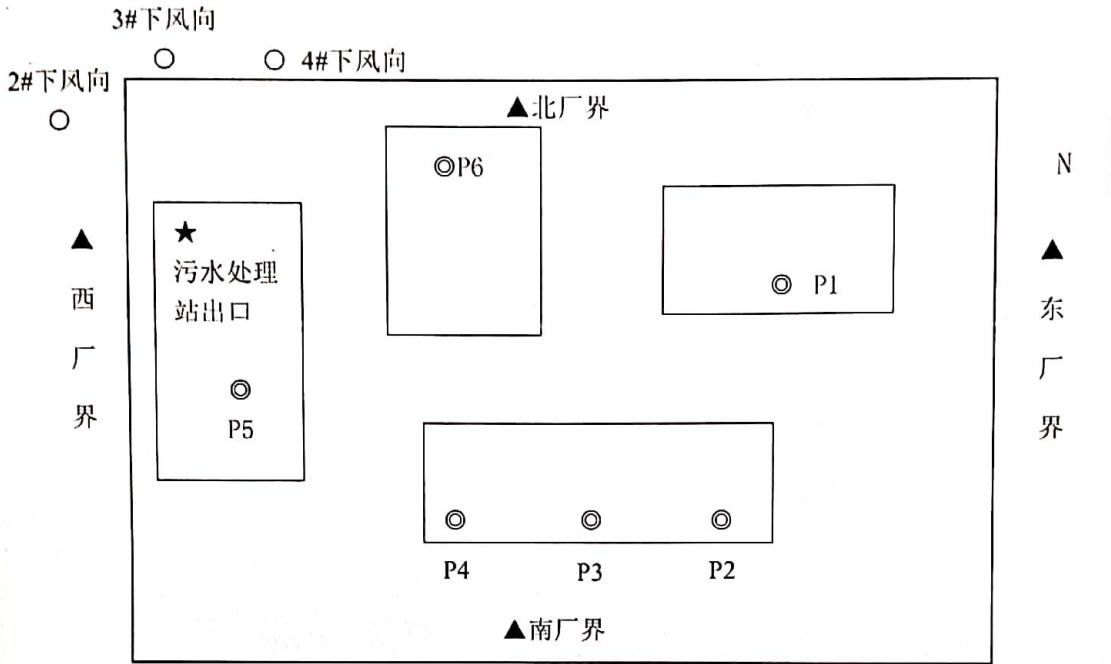 3#下风向
4#下风向
2#下风向
▲北厂界
N
P6
★
污水处理
站出口
P1
▲
西
厂
界
▲
东
厂
界
P5
P4
P3
P2
▲南厂界